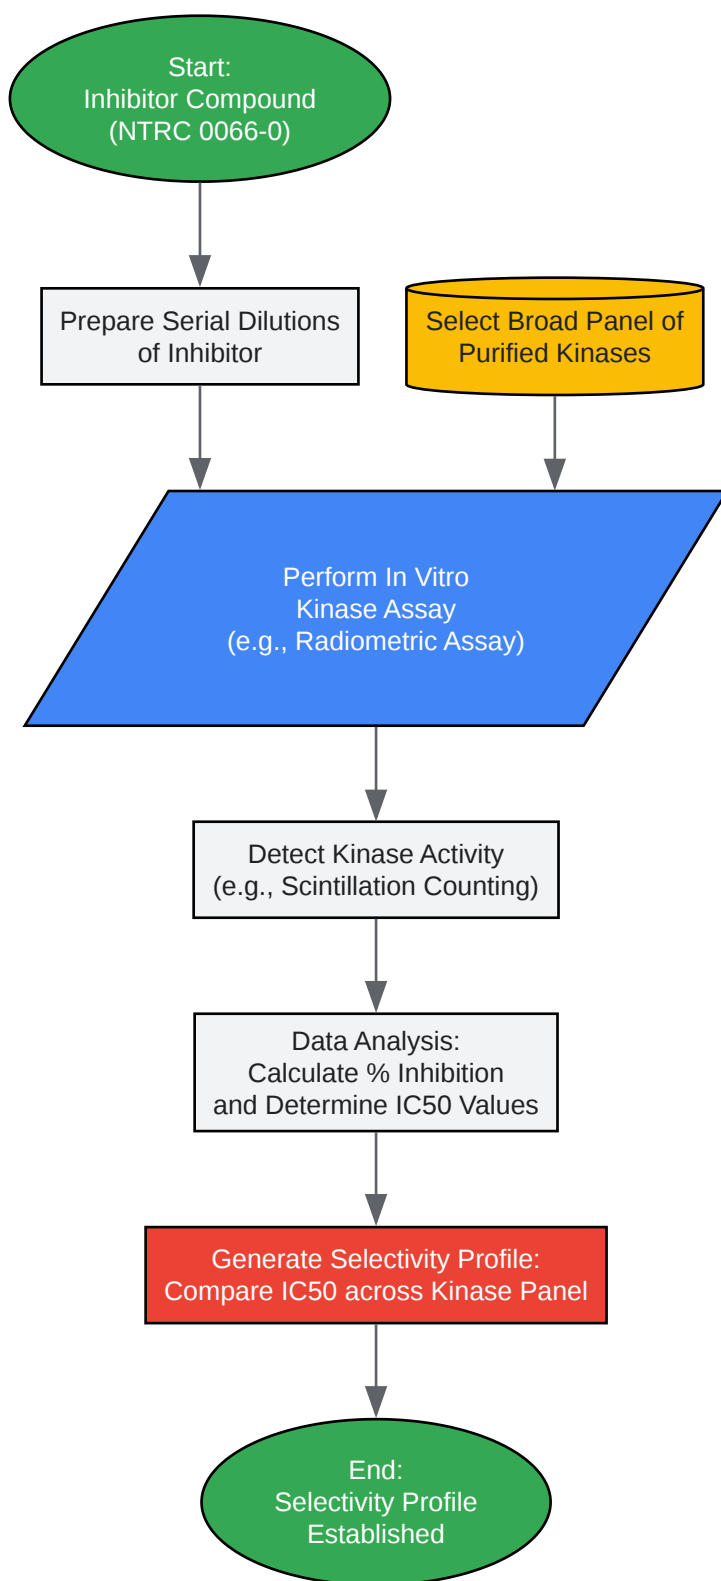 Start:
Inhibitor Compound
(NTRC 0066-0)
Prepare Serial Dilutions
of Inhibitor
Select Broad Panel of
Purified Kinases
Perform In Vitro
Kinase Assay
(e.g., Radiometric Assay)
Detect Kinase Activity
(e.g., Scintillation Counting)
Data Analysis:
Calculate % Inhibition
and Determine IC50 Values
Generate Selectivity Profile:
Compare IC50 across Kinase Panel
End:
Selectivity Profile
Established